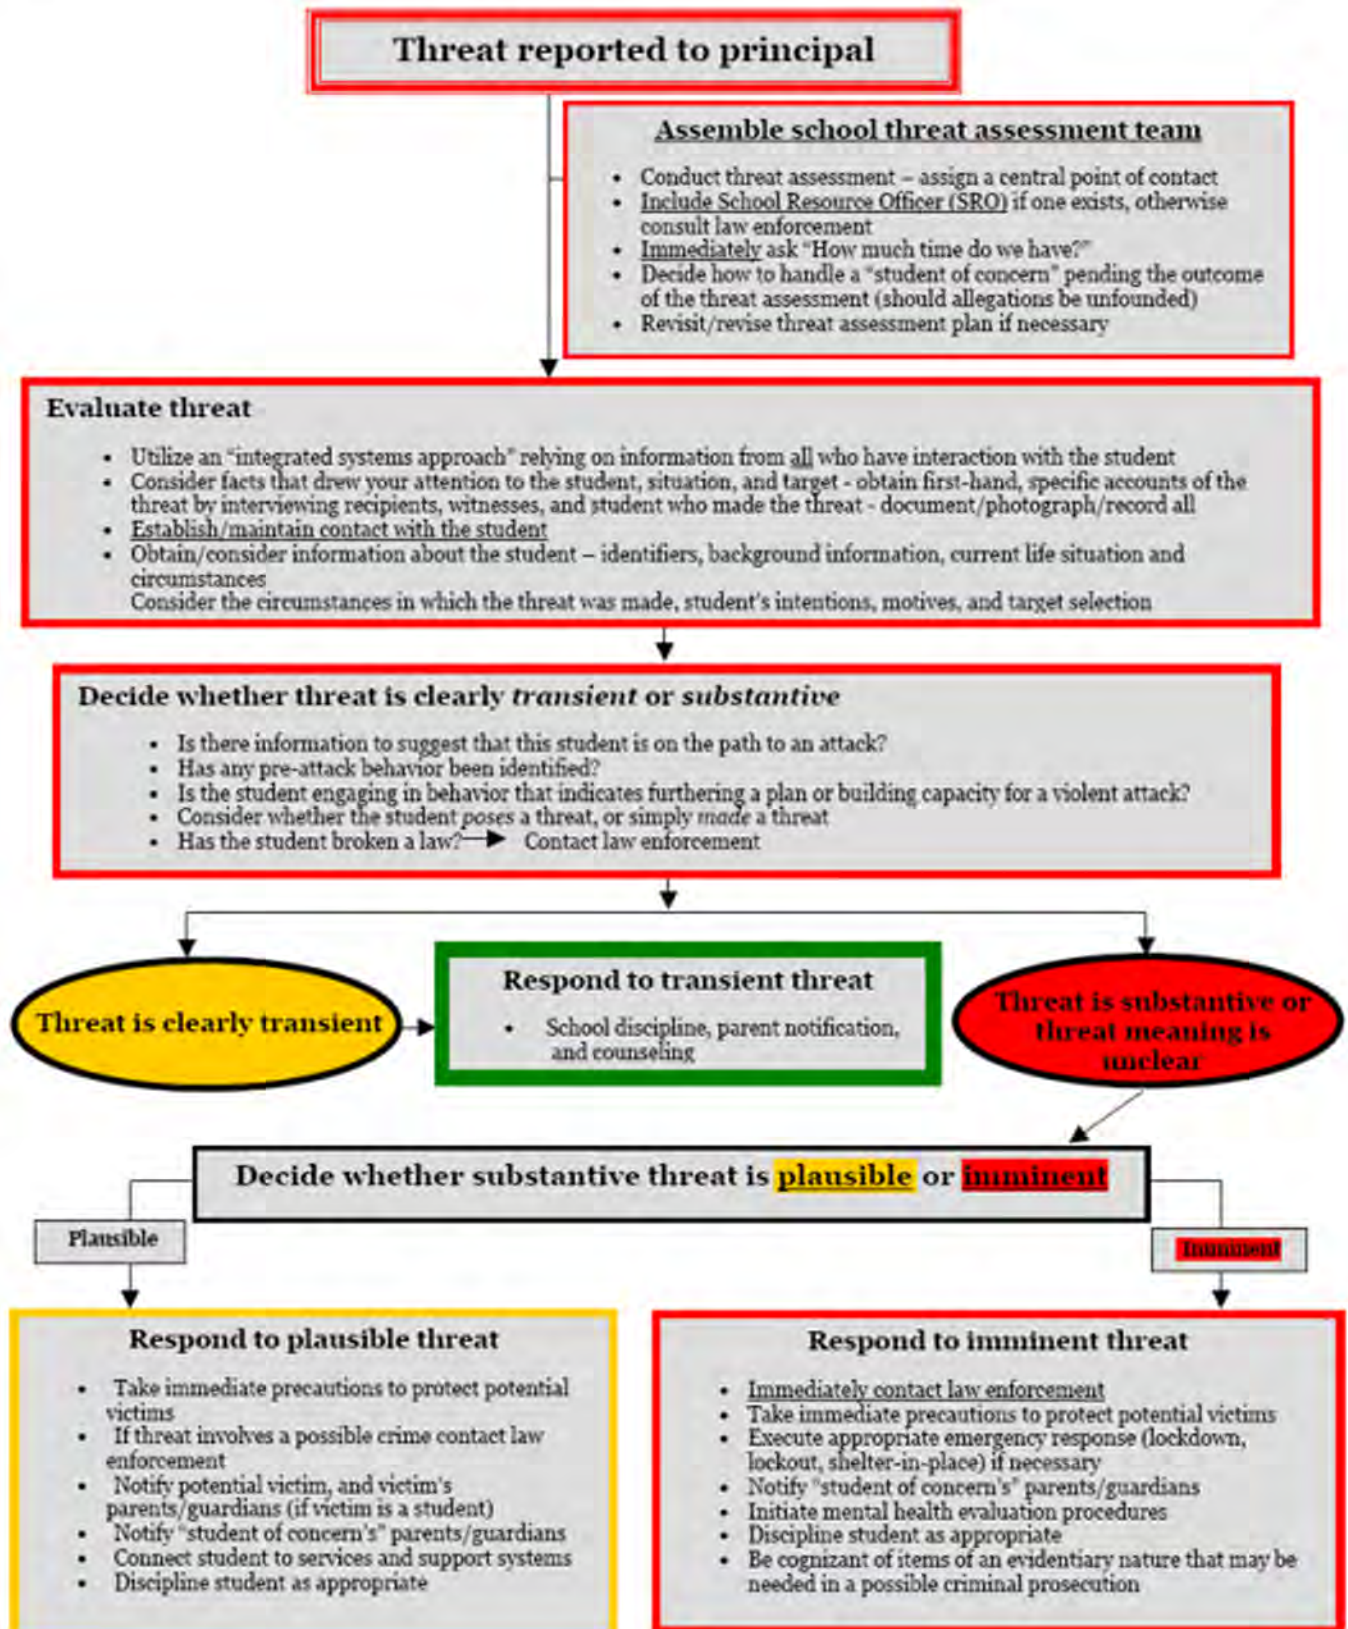 Threat reported to principal
Assemble school threat assessment team
• Conduct threat assessment – assign a central point of contact
• Include School Resource Officer (SRO) if one exists, otherwise
consult law enforcement
• Immediately ask "How much time do we have?"
• Decide how to handle a "student of concern" pending the outcome
of the threat assessment (should allegations be unfounded)
• Revisit/revise threat assessment plan if necessary
Evaluate threat
• Utilize an "integrated systems approach" relying on information from all who have interaction with the student
• Consider facts that drew your attention to the student, situation, and target - obtain first-hand, specific accounts of the
threat by interviewing recipients, witnesses, and student who made the threat - document/photograph/record all
• Establish/maintain contact with the student
• Obtain/consider information about the student – identifiers, background information, current life situation and
circumstances
Consider the circumstances in which the threat was made, student's intentions, motives, and target selection
Decide whether threat is clearly transient or substantive
• Is there information to suggest that this student is on the path to an attack?
• Has any pre-attack behavior been identified?
• Is the student engaging in behavior that indicates furthering a plan or building capacity for a violent attack?
• Consider whether the student poses a threat, or simply made a threat
• Has the student broken a law? Contact law enforcement
Threat is clearly transient
Respond to transient threat
• School discipline, parent notification,
and counseling
Threat is substantive or
threat meaning is
unclear
Decide whether substantive threat is plausible or imminent
Plausible
Imminent
Respond to plausible threat
• Take immediate precautions to protect potential
victims
• If threat involves a possible crime contact law
enforcement
• Notify potential victim, and victim's
parents/guardians (if victim is a student)
• Notify "student of concern's" parents/guardians
• Connect student to services and support systems
• Discipline student as appropriate
Respond to imminent threat
• Immediately contact law enforcement
• Take immediate precautions to protect potential victims
• Execute appropriate emergency response (lockdown,
lockout, shelter-in-place) if necessary
• Notify "student of concern's" parents/guardians
• Initiate mental health evaluation procedures
• Discipline student as appropriate
• Be cognizant of items of an evidentiary nature that may be
needed in a possible criminal prosecution